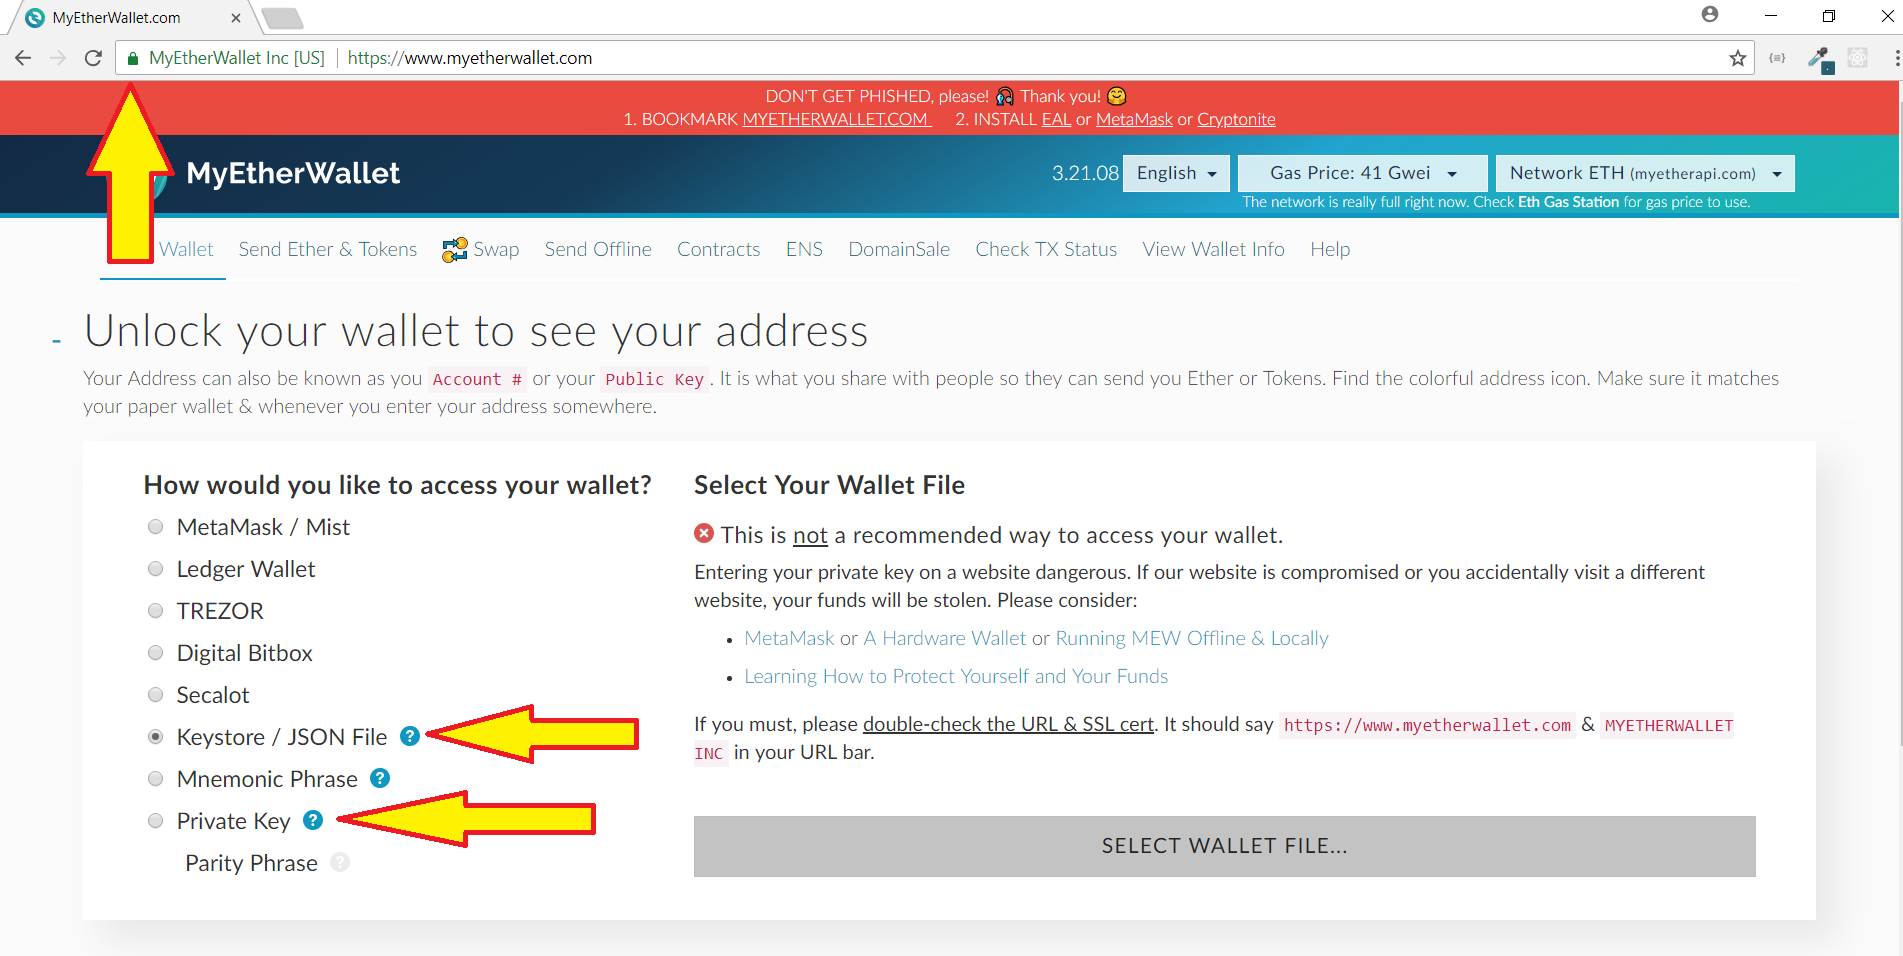 MyEtherWallet.com
MyEtherWallet Inc [US] https://www.myetherwallet.com
DON'T GET PHISHED, please! Thank you!
1. BOOKMARK MYETHERWALLET.COM 2. INSTALL EAL or MetaMask or Cryptonite
MyEtherWallet
3.21.08 English Gas Price: 41 Gwei Network ETH (myetherapi.com)
The network is really full right now. Check Eth Gas Station for gas price to use.
Wallet Send Ether & Tokens Swap Send Offline Contracts ENS DomainSale Check TX Status View Wallet Info Help
- Unlock your wallet to see your address
Your Address can also be known as you Account # or your Public Key. It is what you share with people so they can send you Ether or Tokens. Find the colorful address icon. Make sure it matches
your paper wallet & whenever you enter your address somewhere.
How would you like to access your wallet?
MetaMask / Mist
Ledger Wallet
TREZOR
Digital Bitbox
Secalot
Keystore / JSON File ?
Mnemonic Phrase ?
Private Key ?
Parity Phrase ?
Select Your Wallet File
This is not a recommended way to access your wallet.
Entering your private key on a website dangerous. If our website is compromised or you accidentally visit a different
website, your funds will be stolen. Please consider:
• MetaMask or A Hardware Wallet or Running MEW Offline & Locally
• Learning How to Protect Yourself and Your Funds
If you must, please double-check the URL & SSL cert. It should say https://www.myetherwallet.com & MYETHERWALLET
INC in your URL bar.
SELECT WALLET FILE...